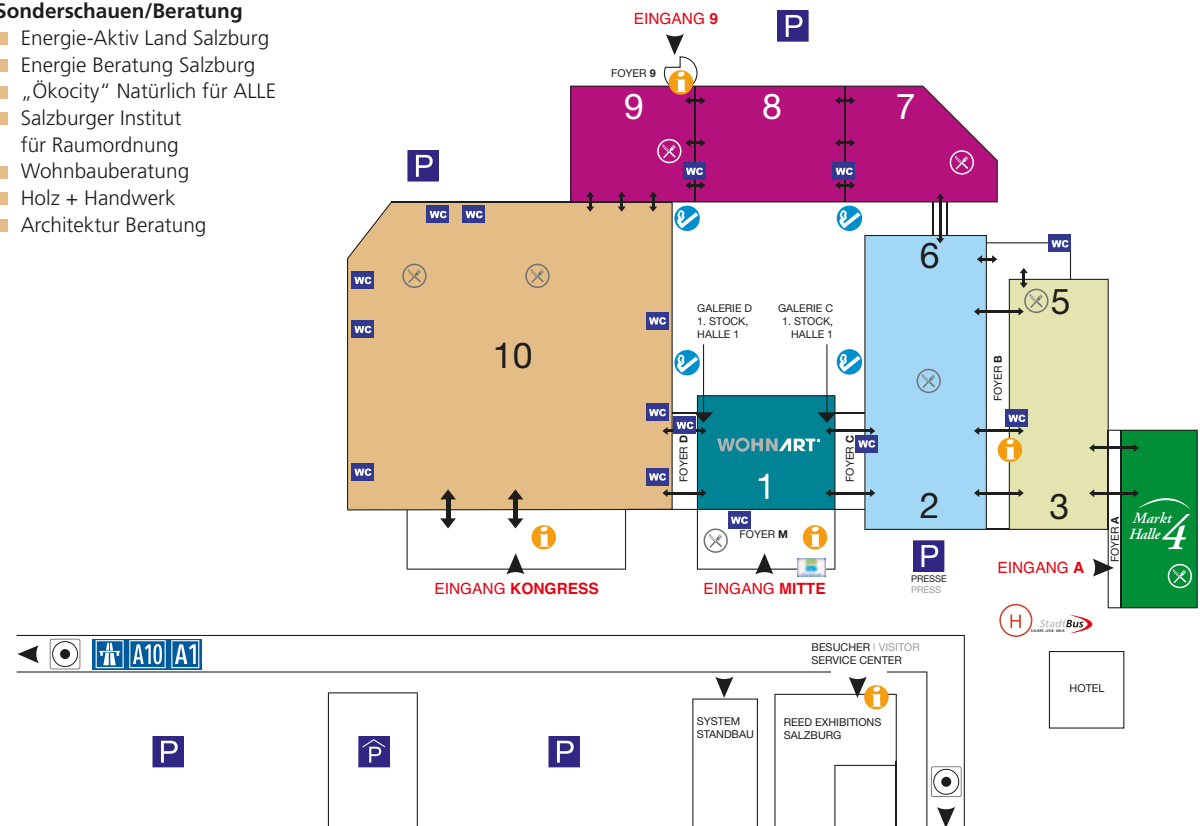 Sonderschauen/Beratung
Energie-Aktiv Land Salzburg
Energie Beratung Salzburg
„Ökocity“ Natürlich für ALLE
Salzburger Institut
für Raumordnung
Wohnbauberatung
Holz + Handwerk
Architektur Beratung
EINGANG 9
P
FOYER 9
i
9
8
7
P
WC
WC
WC
WC
6
WC
WC
5
GALERIE D
1. STOCK,
HALLE 1
GALERIE C
1. STOCK,
HALLE 1
WC
WC
10
FOYER B
WC
WC
WC
FOYER D
WOHNART
FOYER C
WC
i
WC
WC
1
2
3
FOYER A
Markt
Halle 4
WC
FOYER M
i
i
P
PRESSE
PRESS
EINGANG KONGRESS
EINGANG MITTE
EINGANG A
H
StadtBus
A10
A1
BESUCHER | VISITOR
SERVICE CENTER
i
HOTEL
SYSTEM
STANDBAU
REED EXHIBITIONS
SALZBURG
P
P
P